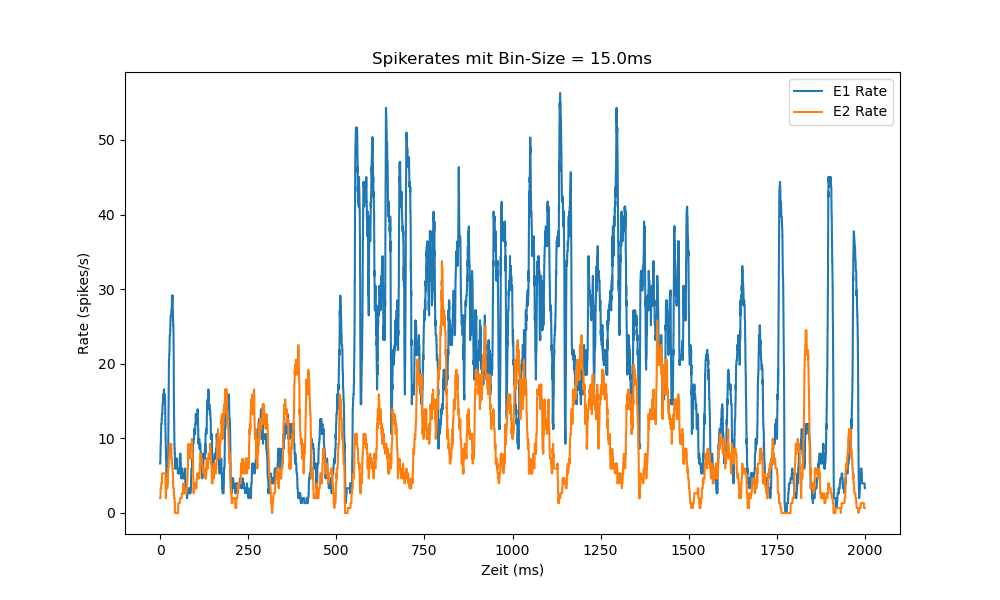 Spikerates mit Bin-Size = 15.0ms
E1 Rate
E2 Rate
Rate (spikes/s)
50
40
30
20
10
0
0 250 500 750 1000 1250 1500 1750 2000
Zeit (ms)